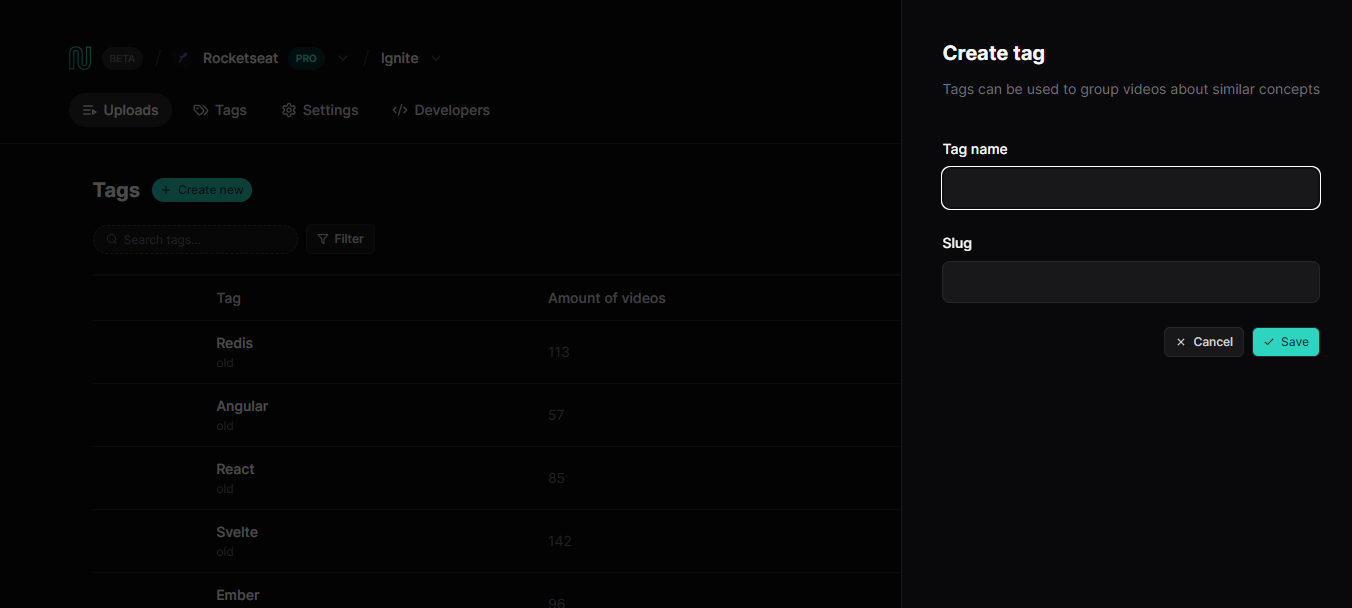 BETA / Rocketseat PRO / Ignite
Uploads Tags Settings Developers
Tags + Create new
Search tags...
Filter
Tag Amount of videos
Redis
old
113
Angular
old
57
React
old
85
Svelte
old
142
Ember
96
Create tag
Tags can be used to group videos about similar concepts
Tag name
Slug
Cancel
Save